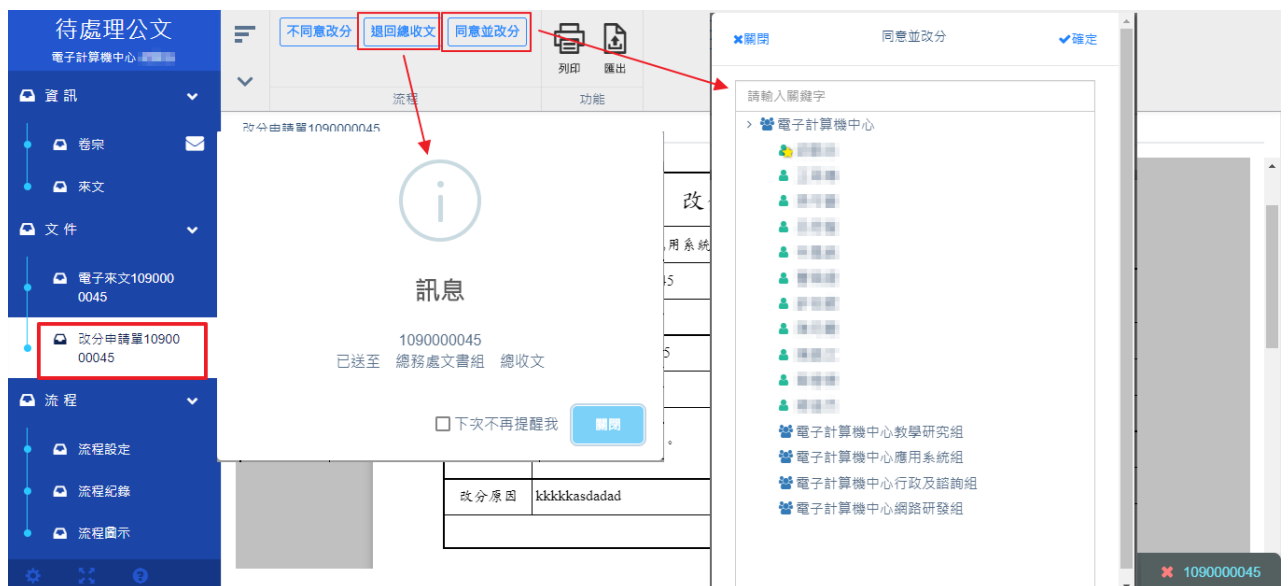 待處理公文
電子計算機中心
資訊
卷宗
來文
文件
電子來文109000
0045
改分申請單10900
00045
流程
流程設定
流程紀錄
流程圖示
不同意改分
退回總收文
同意並改分
列印
匯出
流程
功能
改分申請單1090000045
訊息
1090000045
已送至 總務處文書組 總收文
下次不再提醒我
關閉
改
用系統
45
5
。
改分原因
kkkkkasdadad
關閉
同意並改分
確定
請輸入關鍵字
電子計算機中心
電子計算機中心教學研究組
電子計算機中心應用系統組
電子計算機中心行政及諮詢組
電子計算機中心網路研發組
1090000045